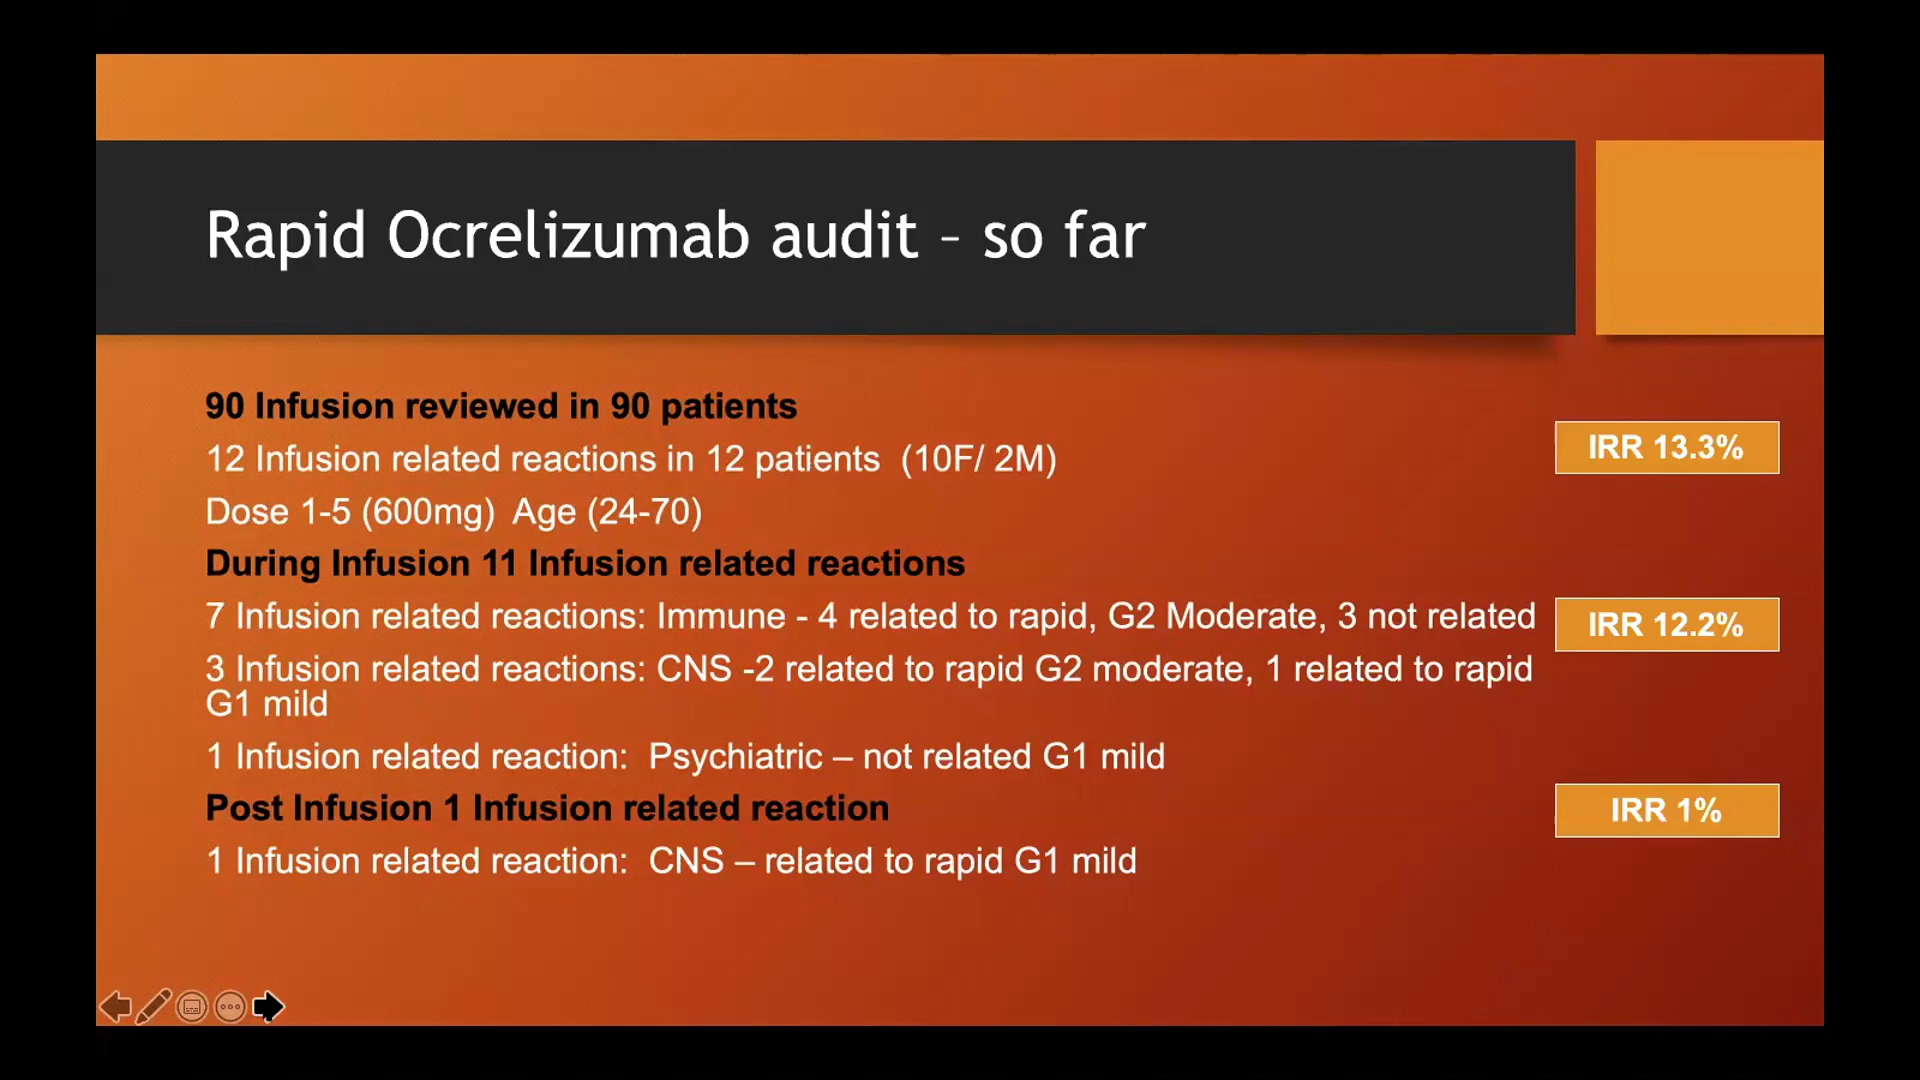 Rapid Ocrelizumab audit – so far
90 Infusion reviewed in 90 patients
12 Infusion related reactions in 12 patients  (10F/ 2M)
IRR 13.3%
Dose 1-5 (600mg)  Age (24-70)
During Infusion 11 Infusion related reactions
7 Infusion related reactions: Immune - 4 related to rapid, G2 Moderate, 3 not related
IRR 12.2%
3 Infusion related reactions: CNS -2 related to rapid G2 moderate, 1 related to rapid
G1 mild
1 Infusion related reaction:  Psychiatric – not related G1 mild
Post Infusion 1 Infusion related reaction
IRR 1%
1 Infusion related reaction:  CNS – related to rapid G1 mild